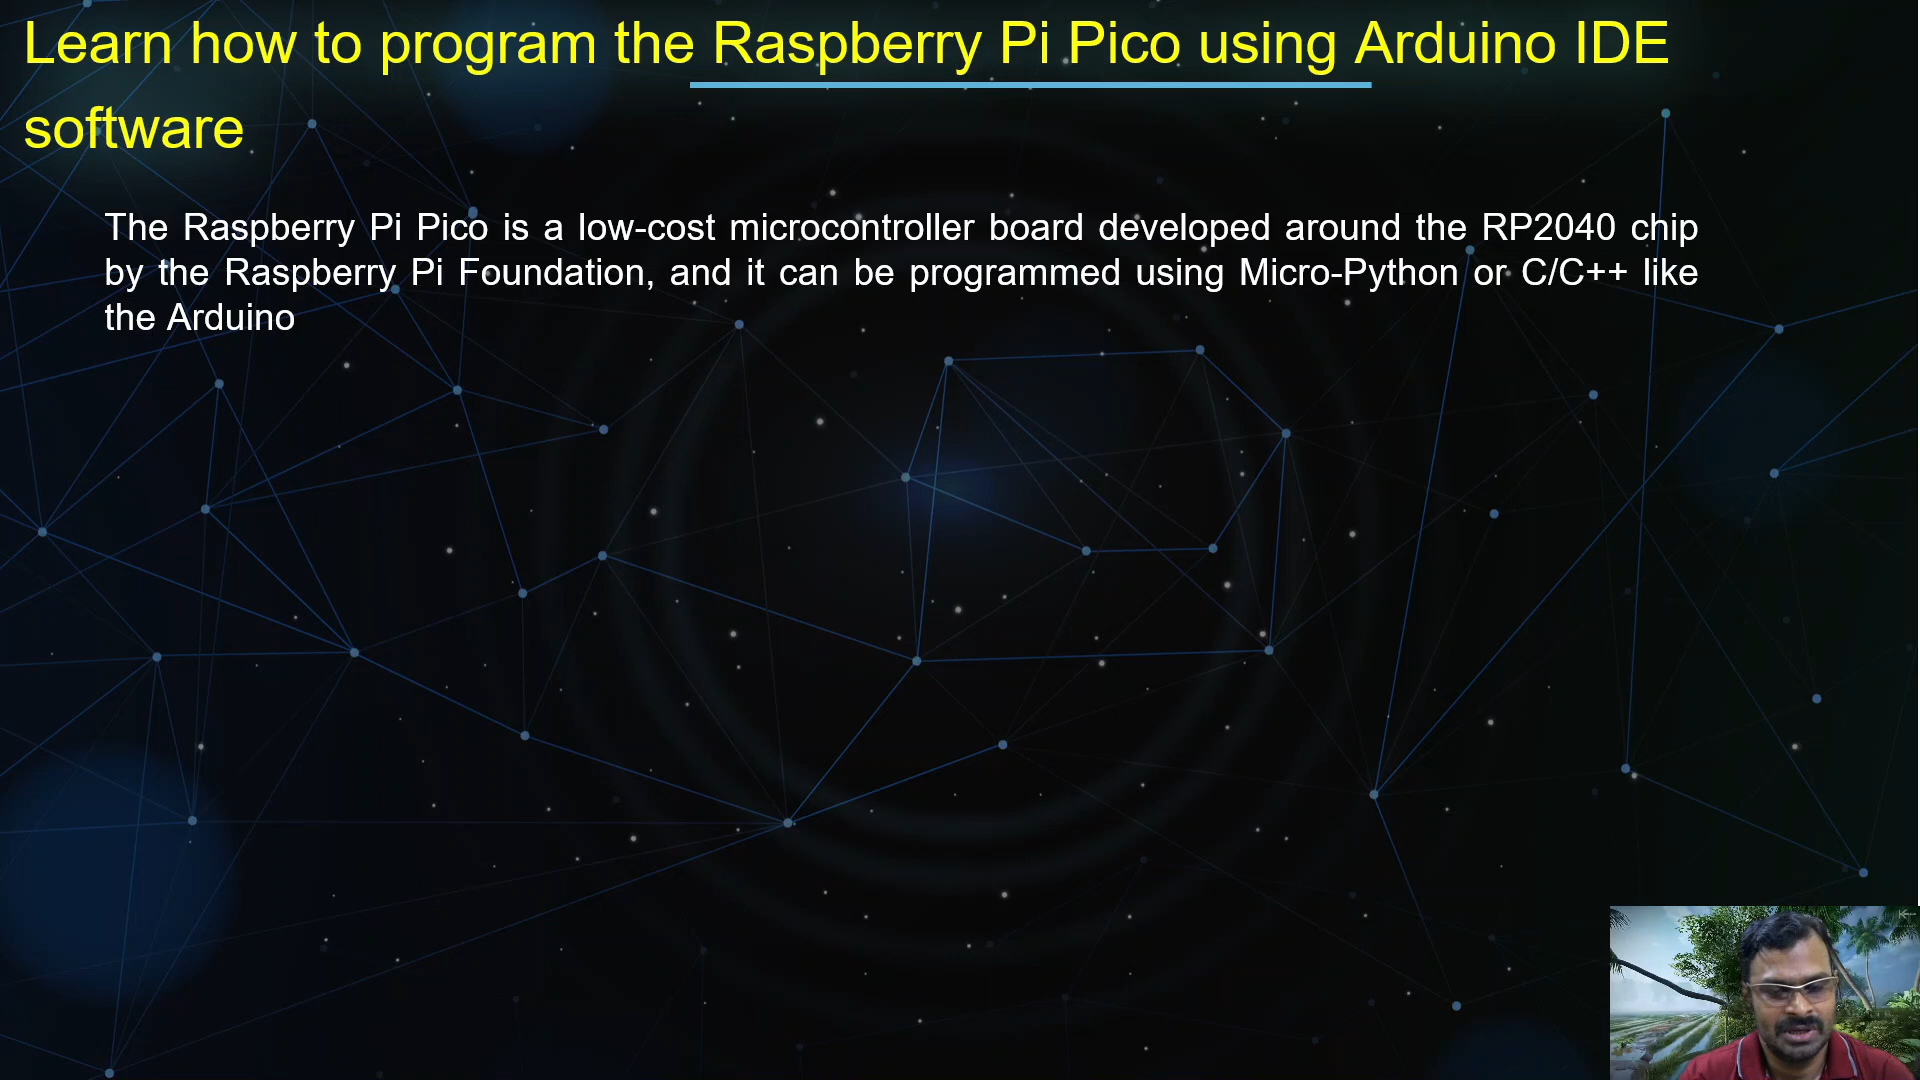 Learn how to program the Raspberry Pi Pico using Arduino IDE
software
The Raspberry Pi Pico is a low-cost microcontroller board developed around the RP2040 chip
by the Raspberry Pi Foundation, and it can be programmed using Micro-Python or C/C++ like
the Arduino